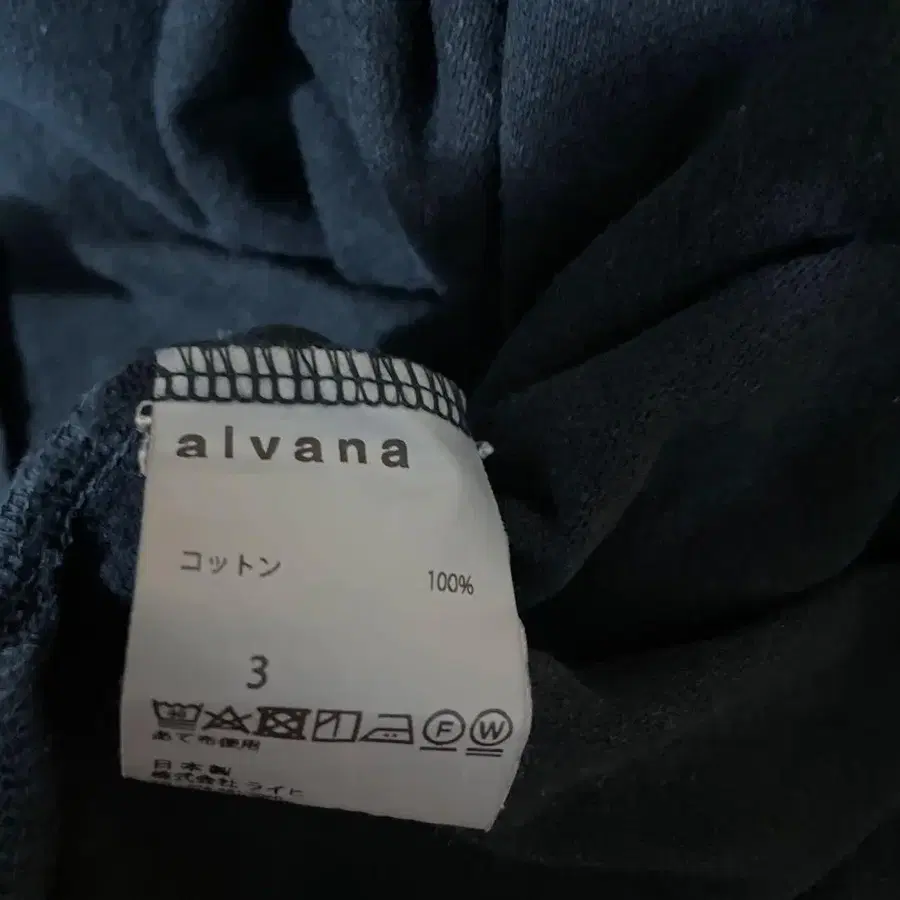 alvana
コットン 100%
3
40 F W
あて布使用
日本製
株式会社 ライト